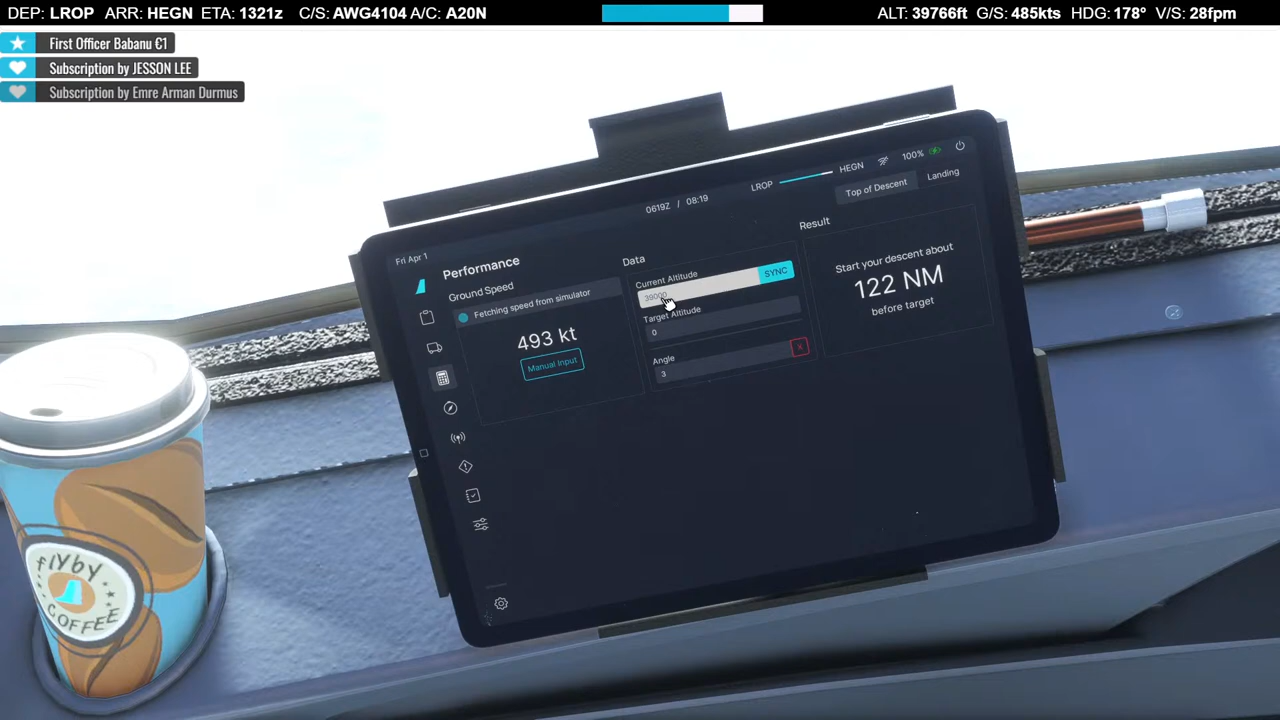 DEP: LROP ARR: HEGN ETA: 1321z C/S: AWG4104 A/C: A20N ALT: 39766ft G/S: 485kts HDG: 178° V/S: 28fpm
First Officer Babanu €1
Subscription by JESSON LEE
Subscription by Emre Arman Durmus
Fri Apr 1 0619Z / 08:19 LROP HEGN 100%
Performance
Top of Descent Landing
Ground Speed
Fetching speed from simulator
493 kt
Manual Input
Data
Current Altitude
39000 SYNC
Target Altitude
0
Angle
3 X
Result
Start your descent about
122 NM
before target
flyby
COFFEE